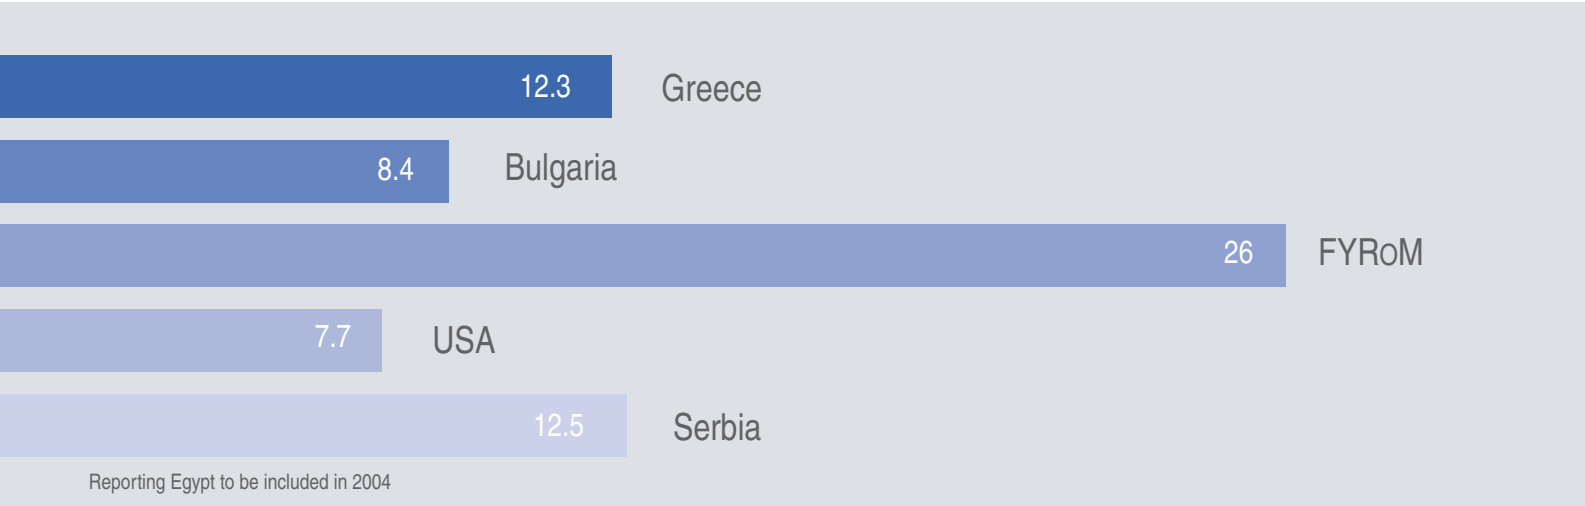 12.3 Greece
8.4 Bulgaria
26 FYROM
7.7 USA
12.5 Serbia
Reporting Egypt to be included in 2004